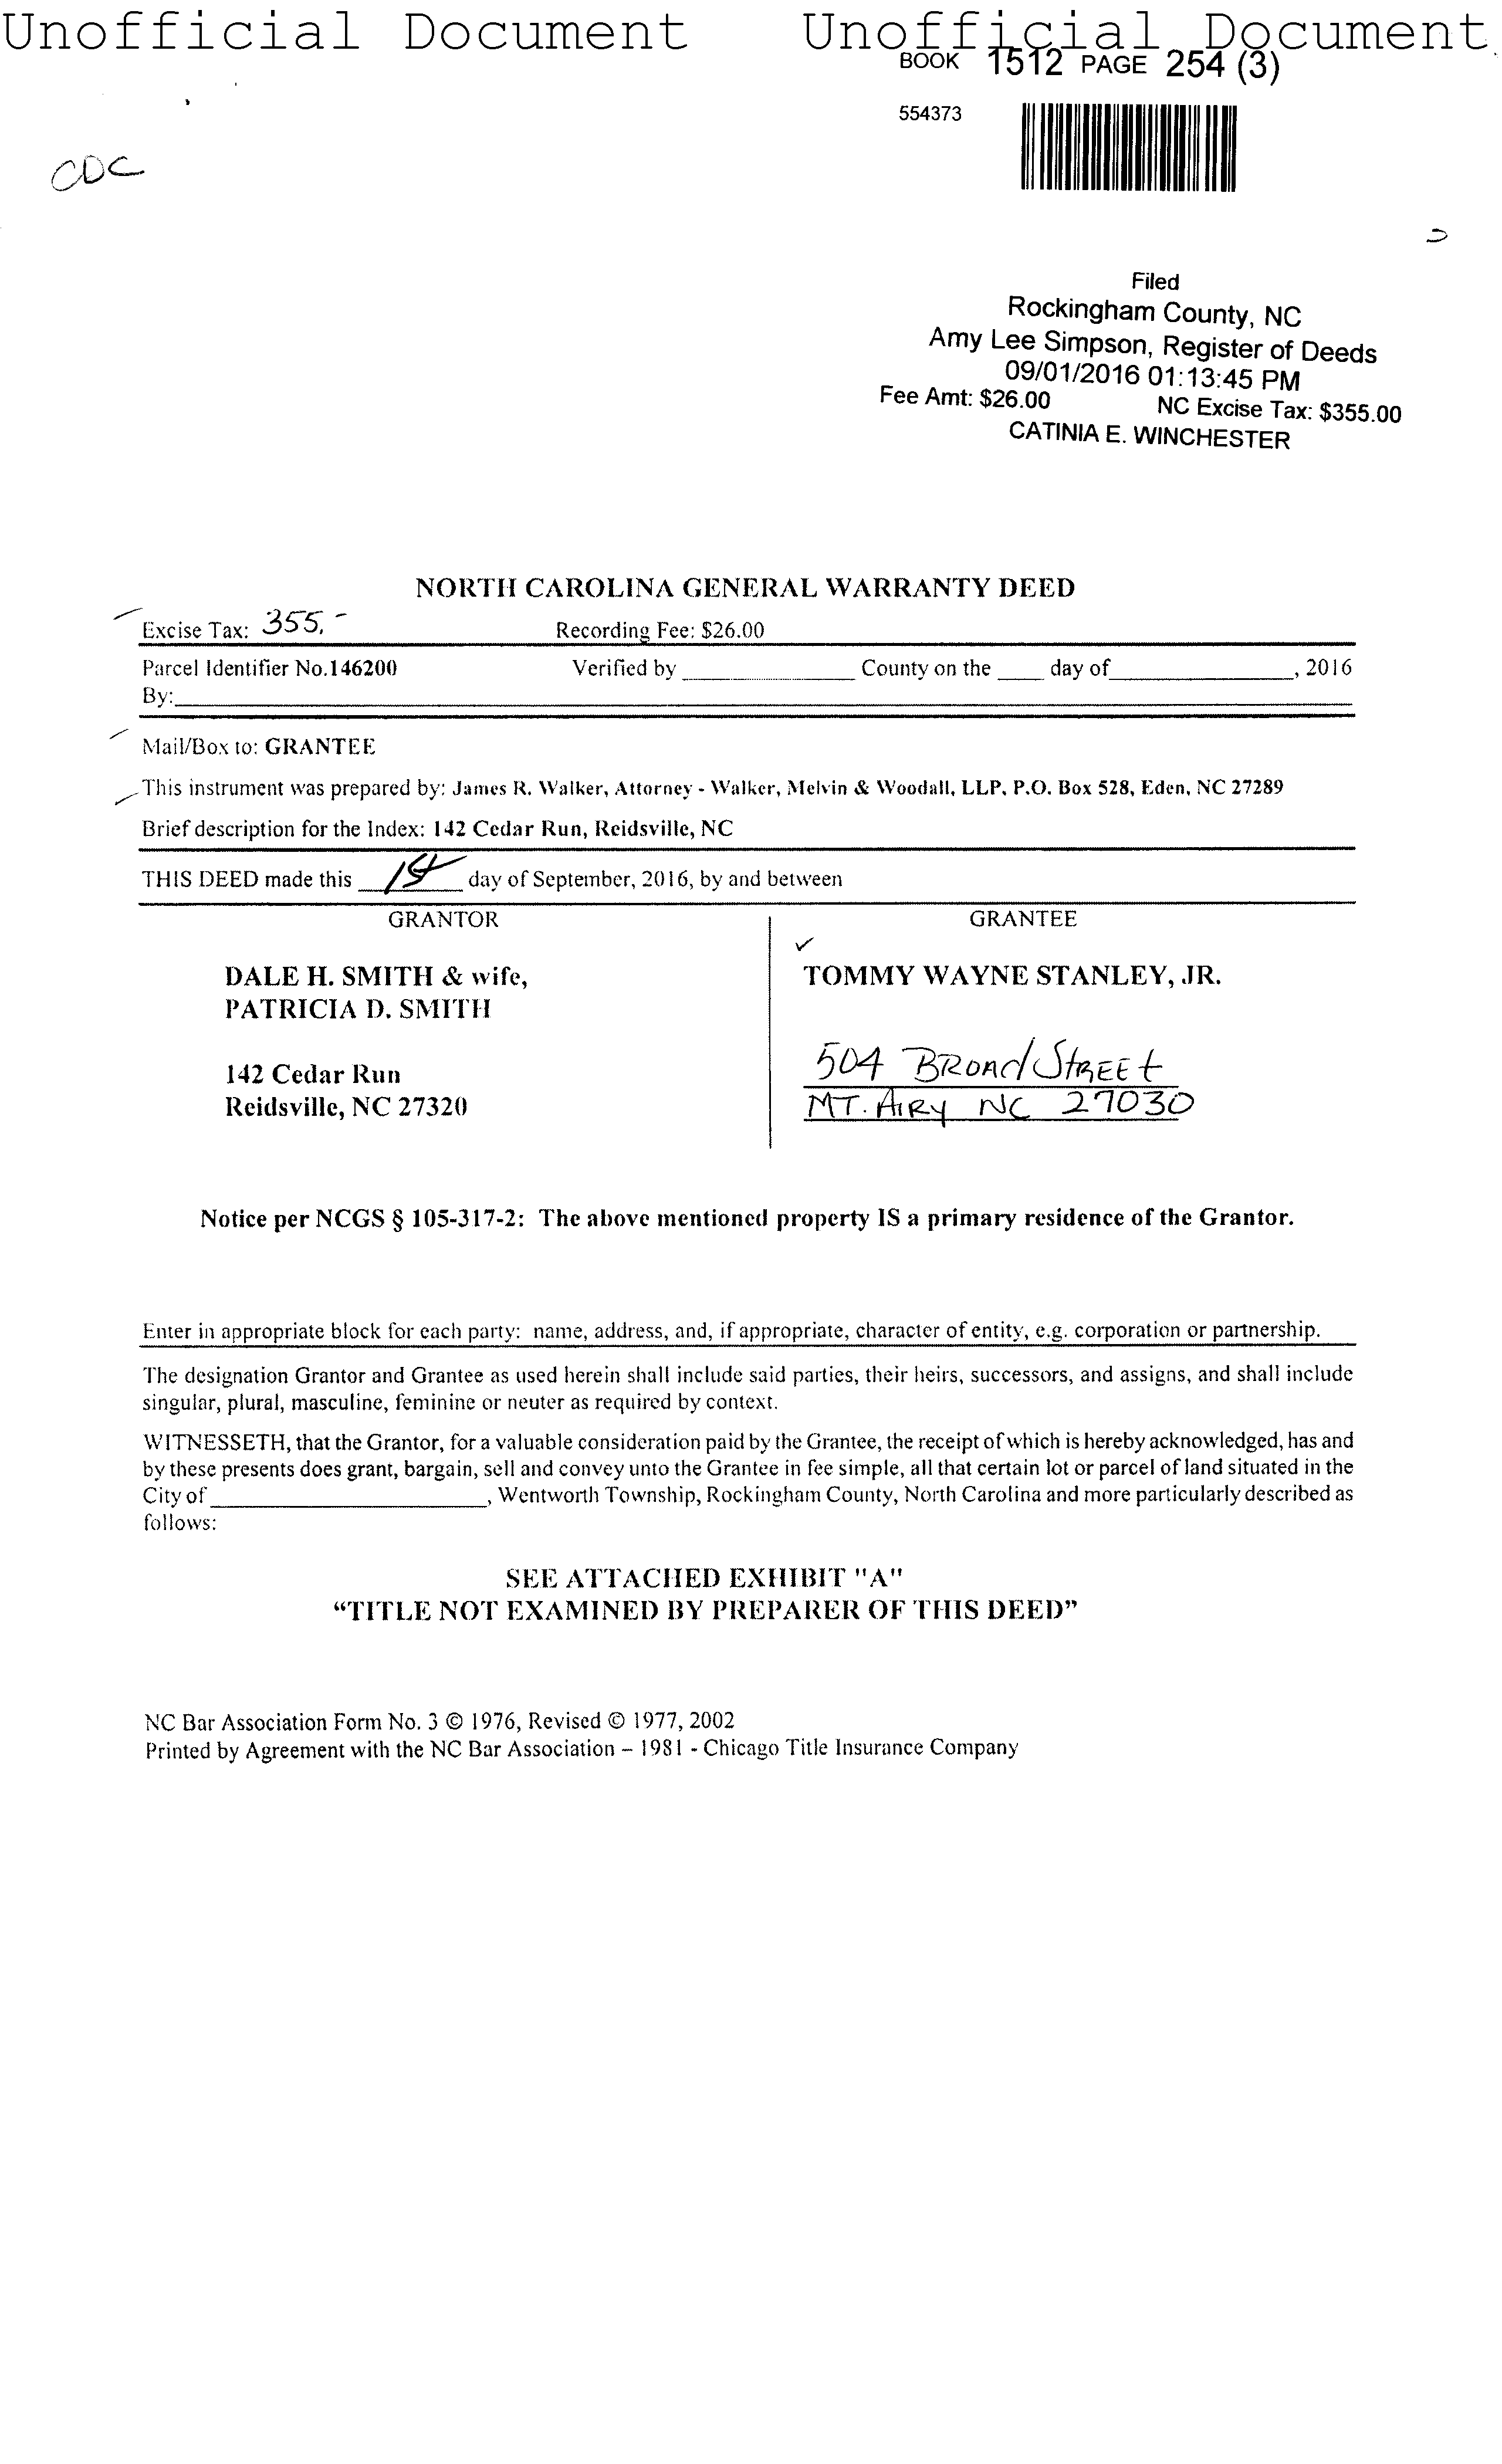 Unofficial Document Unofficial Document
BOOK 1512 PAGE 254 (3)
554373
CDC
Filed
Rockingham County, NC
Amy Lee Simpson, Register of Deeds
09/01/2016 01:13:45 PM
Fee Amt: $26.00 NC Excise Tax: $355.00
CATINIA E. WINCHESTER
NORTH CAROLINA GENERAL WARRANTY DEED
Excise Tax: 355.- Recording Fee: $26.00
Parcel Identifier No.146200 Verified by ______ County on the ____ day of ______, 2016
By:______
Mail/Box to: GRANTEE
This instrument was prepared by: James R. Walker, Attorney - Walker, Melvin & Woodall, LLP, P.O. Box 528, Eden, NC 27289
Brief description for the Index: 142 Cedar Run, Reidsville, NC
THIS DEED made this 1st day of September, 2016, by and between
GRANTOR GRANTEE
DALE H. SMITH & wife, TOMMY WAYNE STANLEY, JR.
PATRICIA D. SMITH
504 BROAD STREET
142 Cedar Run
MT. AIRY NC 27030
Reidsville, NC 27320
Notice per NCGS § 105-317-2: The above mentioned property IS a primary residence of the Grantor.
Enter in appropriate block for each party: name, address, and, if appropriate, character of entity, e.g. corporation or partnership.
The designation Grantor and Grantee as used herein shall include said parties, their heirs, successors, and assigns, and shall include
singular, plural, masculine, feminine or neuter as required by context.
WITNESSETH, that the Grantor, for a valuable consideration paid by the Grantee, the receipt of which is hereby acknowledged, has and
by these presents does grant, bargain, sell and convey unto the Grantee in fee simple, all that certain lot or parcel of land situated in the
City of ______, Wentworth Township, Rockingham County, North Carolina and more particularly described as
follows:
SEE ATTACHED EXHIBIT "A"
“TITLE NOT EXAMINED BY PREPARER OF THIS DEED”
NC Bar Association Form No. 3 © 1976, Revised © 1977, 2002
Printed by Agreement with the NC Bar Association – 1981 - Chicago Title Insurance Company